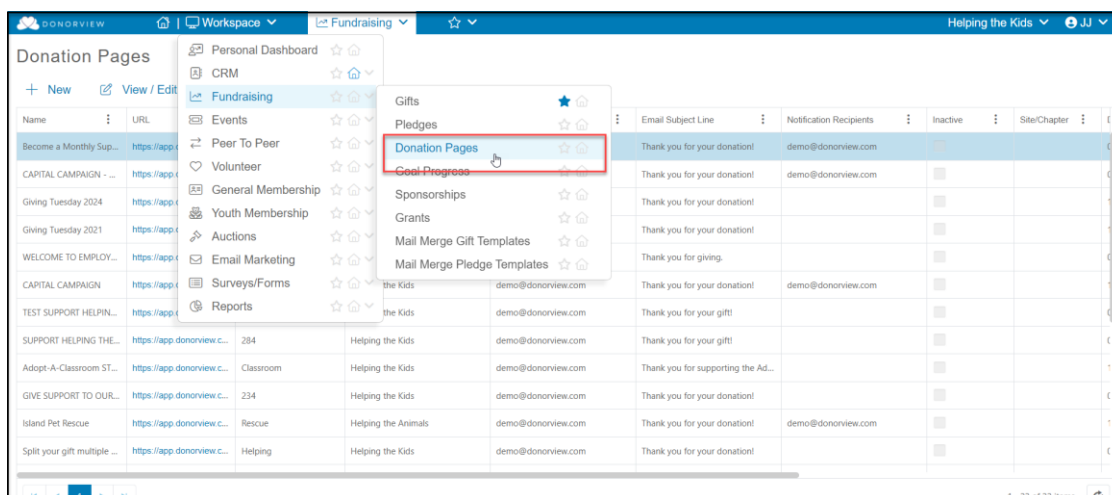 DONORVIEW | Workspace Fundraising Helping the Kids JJ
Donation Pages
+ New View / Edit
Personal Dashboard
CRM
Fundraising
Events
Peer To Peer
Volunteer
General Membership
Youth Membership
Auctions
Email Marketing
Surveys/Forms
Reports
Gifts
Pledges
Donation Pages
Goal Progress
Sponsorships
Grants
Mail Merge Gift Templates
Mail Merge Pledge Templates
Name URL Email Subject Line Notification Recipients Inactive Site/Chapter
Become a Monthly Sup... https://app. Thank you for your donation! demo@donorview.com
CAPITAL CAMPAIGN - ... https://app. Thank you for your donation! demo@donorview.com
Giving Tuesday 2024 https://app. Thank you for your donation!
Giving Tuesday 2021 https://app. Thank you for your donation!
WELCOME TO EMPLOY... https://app. Thank you for giving.
CAPITAL CAMPAIGN https://app. the Kids demo@donorview.com Thank you for your donation! demo@donorview.com
TEST SUPPORT HELPIN... https://app. the Kids demo@donorview.com Thank you for your gift!
SUPPORT HELPING THE... https://app.donorview.c... 284 Helping the Kids demo@donorview.com Thank you for your gift!
Adopt-A-Classroom ST... https://app.donorview.c... Classroom Helping the Kids demo@donorview.com Thank you for supporting the Ad...
GIVE SUPPORT TO OUR... https://app.donorview.c... 234 Helping the Kids demo@donorview.com Thank you for your donation!
Island Pet Rescue https://app.donorview.c... Rescue Helping the Animals demo@donorview.com Thank you for your donation! demo@donorview.com
Split your gift multiple ... https://app.donorview.c... Helping Helping the Kids demo@donorview.com Thank you for your donation!